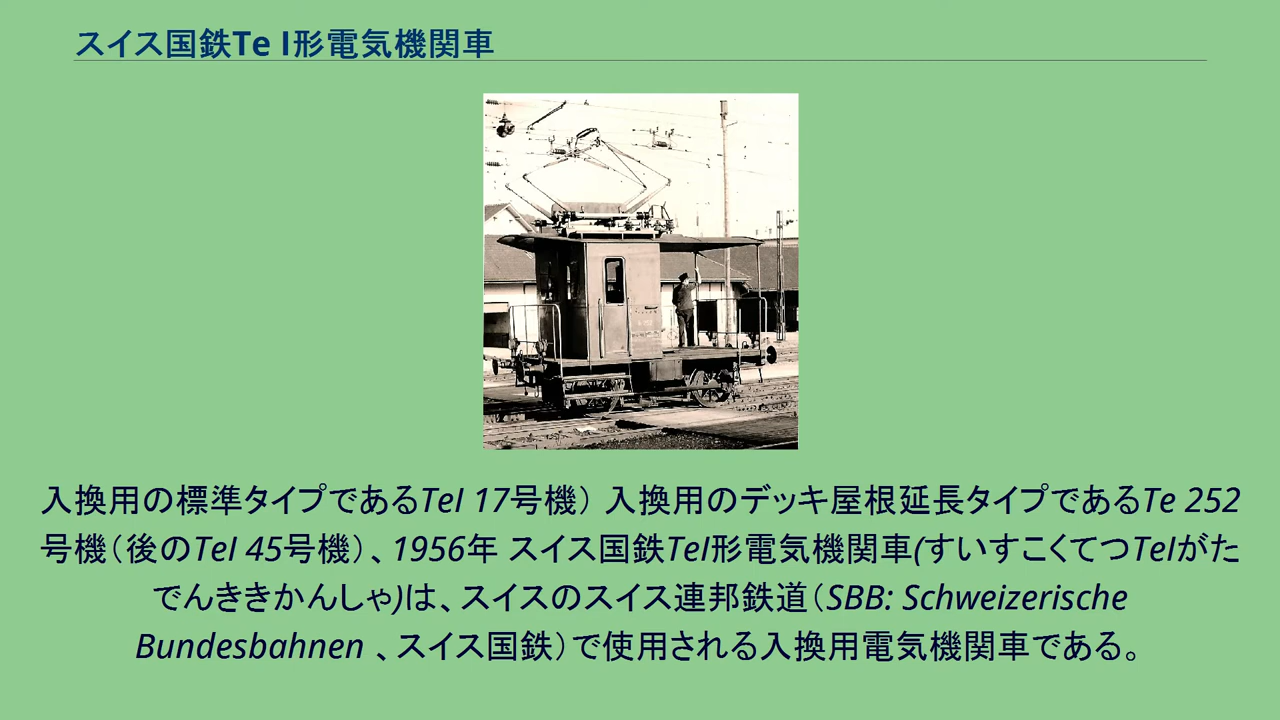 スイス国鉄Te I形電気機関車
入換用の標準タイプであるTeI 17号機） 入換用のデッキ屋根延長タイプであるTe 252
号機（後のTeI 45号機）、1956年 スイス国鉄TeI形電気機関車(すいすこくてつTeIがた
でんききかんしゃ)は、スイスのスイス連邦鉄道（SBB: Schweizerische
Bundesbahnen 、スイス国鉄）で使用される入換用電気機関車である。